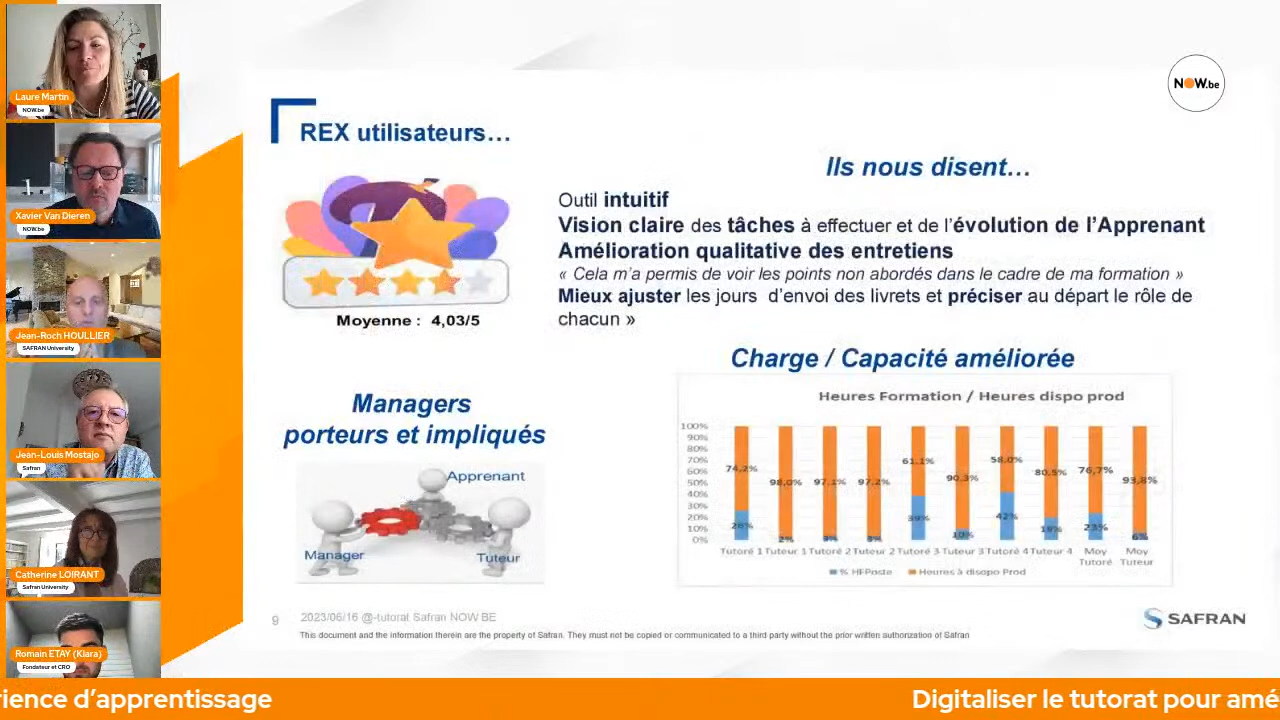 Laure Martin
NOW.be
Xavier Van Dieren
NOW.be
Jean-Roch HOULLIER
SAFRAN University
Jean-Louis Mostajo
Safran
Catherine LOIRANT
Safran University
Romain ETAY (Klara)
Fondateur et CRO
NOW.be
REX utilisateurs…
Moyenne : 4,03/5
Ils nous disent…
Outil intuitif
Vision claire des tâches à effectuer et de l’évolution de l’Apprenant
Amélioration qualitative des entretiens
« Cela m’a permis de voir les points non abordés dans le cadre de ma formation »
Mieux ajuster les jours d’envoi des livrets et préciser au départ le rôle de
chacun »
Managers
porteurs et impliqués
Apprenant
Manager
Tuteur
Charge / Capacité améliorée
Heures Formation / Heures dispo prod
100%
90%
80%
70%
60%
50%
40%
30%
20%
10%
0%
74,2% 98,0% 97,1% 97,2% 61,1% 90,3% 58,0% 80,5% 76,7% 93,8%
26% 2% 3% 3% 39% 10% 42% 19% 23% 6%
Tutoré 1 Tuteur 1 Tutoré 2 Tuteur 2 Tutoré 3 Tuteur 3 Tutoré 4 Tuteur 4 Moy Tutoré Moy Tuteur
Heures à disopo Prod
9
2023/06/16 @-tutorat Safran NOW BE
This document and the information therein are the property of Safran. They must not be copied or communicated to a third party without the prior written authorization of Safran
SAFRAN
rience d’apprentissage
Digitaliser le tutorat pour amé